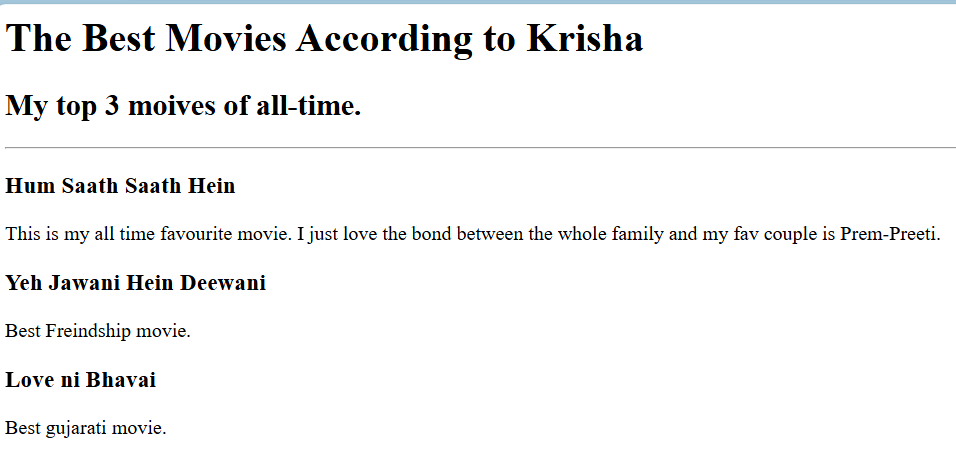 The Best Movies According to Krisha
My top 3 moives of all-time.
Hum Saath Saath Hein
This is my all time favourite movie. I just love the bond between the whole family and my fav couple is Prem-Preeti.
Yeh Jawani Hein Deewani
Best Freindship movie.
Love ni Bhavai
Best gujarati movie.